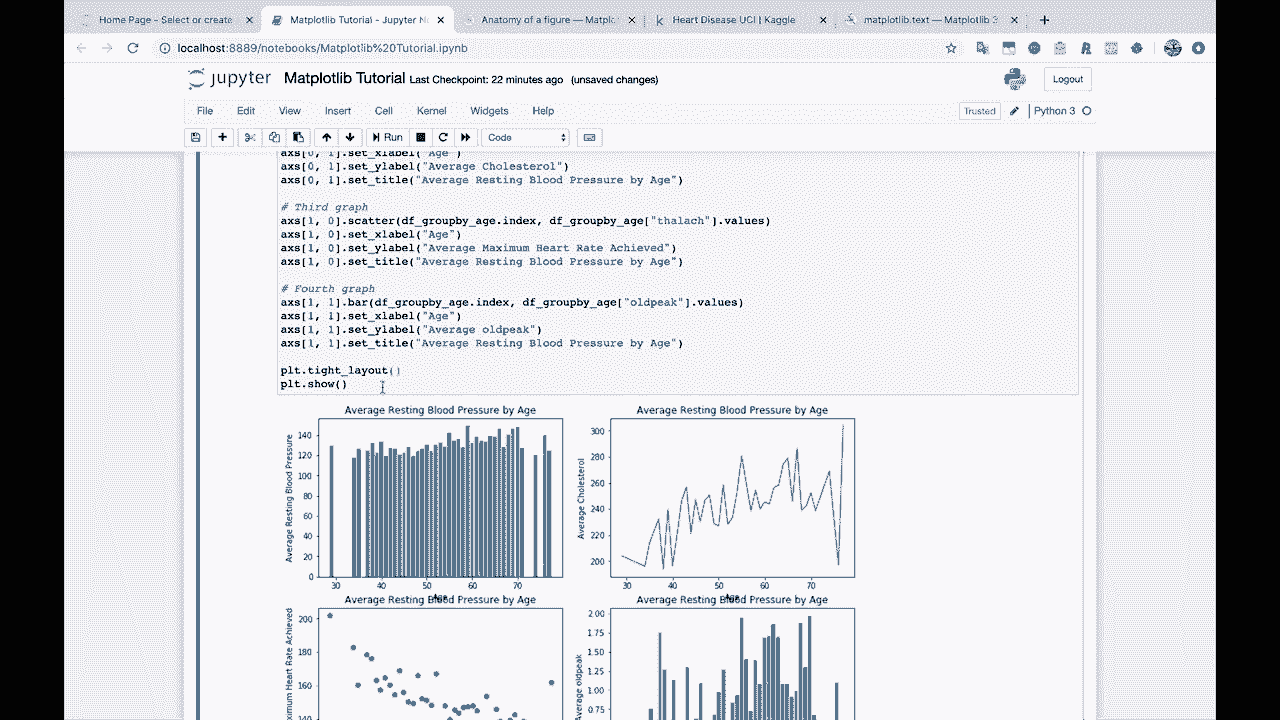 Home Page - Select or create
Matplotlib Tutorial - Jupyter N
Anatomy of a figure — Matplo
Heart Disease UCI | Kaggle
matplotlib.text — Matplotlib 3
localhost:8889/notebooks/Matplotlib%20Tutorial.ipynb
jupyter Matplotlib Tutorial Last Checkpoint: 22 minutes ago (unsaved changes)
Logout
File Edit View Insert Cell Kernel Widgets Help
Trusted
Python 3
Run
Code
axs[0, 1].set_xlabel("Age")
axs[0, 1].set_ylabel("Average Cholesterol")
axs[0, 1].set_title("Average Resting Blood Pressure by Age")
# Third graph
axs[1, 0].scatter(df_groupby_age.index, df_groupby_age["thalach"].values)
axs[1, 0].set_xlabel("Age")
axs[1, 0].set_ylabel("Average Maximum Heart Rate Achieved")
axs[1, 0].set_title("Average Resting Blood Pressure by Age")
# Fourth graph
axs[1, 1].bar(df_groupby_age.index, df_groupby_age["oldpeak"].values)
axs[1, 1].set_xlabel("Age")
axs[1, 1].set_ylabel("Average oldpeak")
axs[1, 1].set_title("Average Resting Blood Pressure by Age")
plt.tight_layout()
plt.show()
Average Resting Blood Pressure by Age
Average Resting Blood Pressure
140
120
100
80
60
40
20
0
30 40 50 60 70
Age
Average Resting Blood Pressure by Age
Average Cholesterol
300
280
260
240
220
200
30 40 50 60 70
Age
Average Resting Blood Pressure by Age
ximum Heart Rate Achieved
200
180
160
140
Average Resting Blood Pressure by Age
Average oldpeak
2.00
1.75
1.50
1.25
1.00
0.75